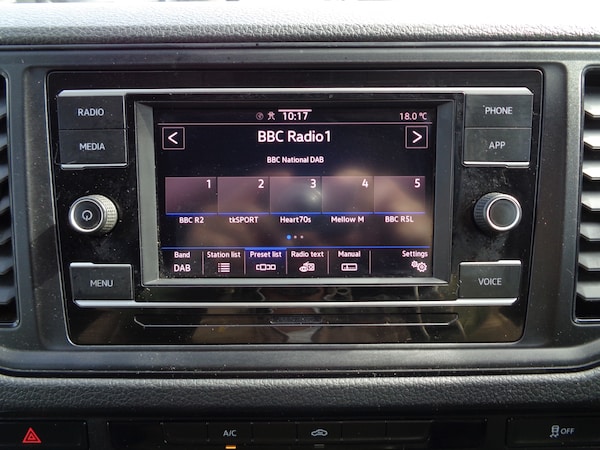 RADIO
MEDIA
MENU
10:17
18.0 °C
<
BBC Radio1
>
BBC National DAB
1 2 3 4 5
BBC R2 tkSPORT Heart70s Mellow M BBC R5L
Band Station list Preset list Radio text Manual Settings
DAB
PHONE
APP
VOICE
A/C
OFF